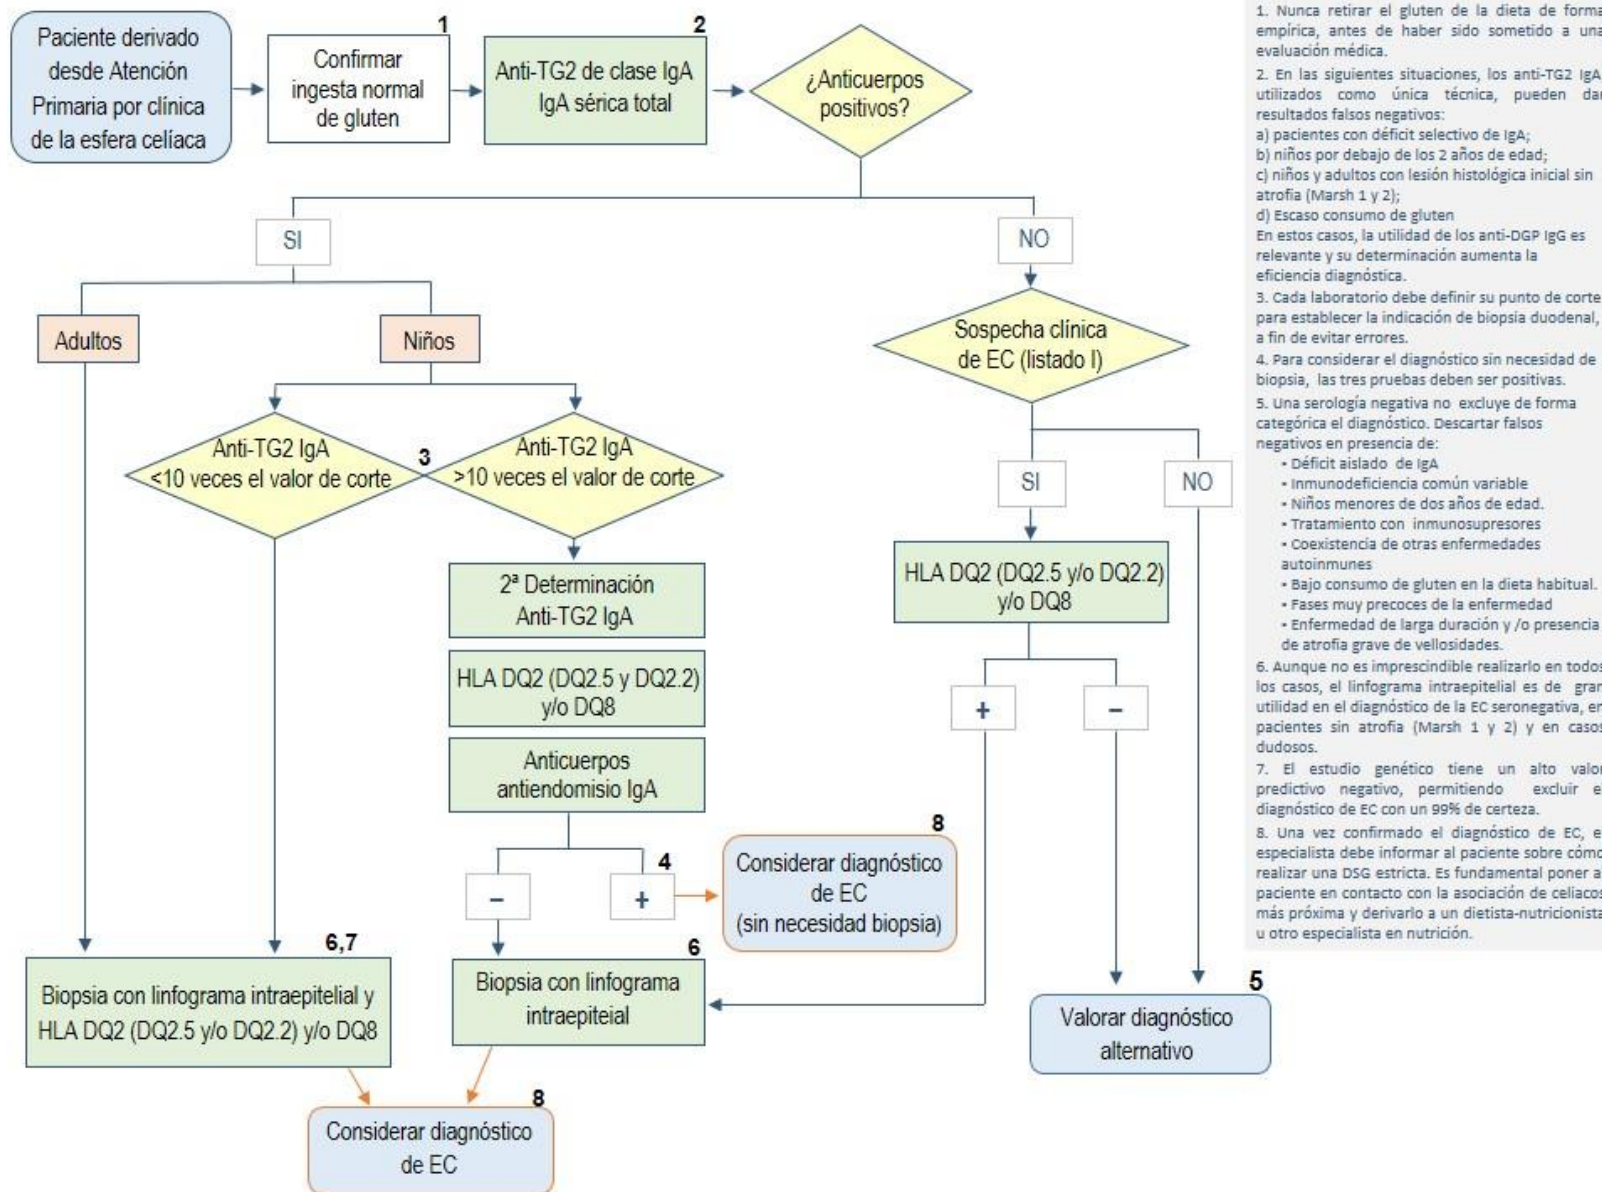 Paciente derivado
desde Atención
Primaria por clínica
de la esfera celíaca
1
Confirmar
ingesta normal
de gluten
2
Anti-TG2 de clase IgA
IgA sérica total
¿Anticuerpos
positivos?
SI
NO
Adultos
Niños
Sospecha clínica
de EC (listado I)
Anti-TG2 IgA
<10 veces el valor de corte
3
Anti-TG2 IgA
>10 veces el valor de corte
SI
NO
2ª Determinación
Anti-TG2 IgA
HLA DQ2 (DQ2.5 y DQ2.2)
y/o DQ8
Anticuerpos
antiendomisio IgA
HLA DQ2 (DQ2.5 y/o DQ2.2)
y/o DQ8
+
−
−
+
4
8
Considerar diagnóstico
de EC
(sin necesidad biopsia)
6,7
Biopsia con linfograma intraepitelial y
HLA DQ2 (DQ2.5 y/o DQ2.2) y/o DQ8
6
Biopsia con linfograma
intraepiteial
5
Valorar diagnóstico
alternativo
8
Considerar diagnóstico
de EC
1. Nunca retirar el gluten de la dieta de forma
empírica, antes de haber sido sometido a una
evaluación médica.
2. En las siguientes situaciones, los anti-TG2 IgA
utilizados como única técnica, pueden dar
resultados falsos negativos:
a) pacientes con déficit selectivo de IgA;
b) niños por debajo de los 2 años de edad;
c) niños y adultos con lesión histológica inicial sin
atrofia (Marsh 1 y 2);
d) Escaso consumo de gluten
En estos casos, la utilidad de los anti-DGP IgG es
relevante y su determinación aumenta la
eficiencia diagnóstica.
3. Cada laboratorio debe definir su punto de corte
para establecer la indicación de biopsia duodenal,
a fin de evitar errores.
4. Para considerar el diagnóstico sin necesidad de
biopsia, las tres pruebas deben ser positivas.
5. Una serología negativa no excluye de forma
categórica el diagnóstico. Descartar falsos
negativos en presencia de:
• Déficit aislado de IgA
• Inmunodeficiencia común variable
• Niños menores de dos años de edad.
• Tratamiento con inmunosupresores
• Coexistencia de otras enfermedades
autoinmunes
• Bajo consumo de gluten en la dieta habitual.
• Fases muy precoces de la enfermedad
• Enfermedad de larga duración y /o presencia
de atrofia grave de vellosidades.
6. Aunque no es imprescindible realizarlo en todos
los casos, el linfograma intraepitelial es de gran
utilidad en el diagnóstico de la EC seronegativa, en
pacientes sin atrofia (Marsh 1 y 2) y en casos
dudosos.
7. El estudio genético tiene un alto valor
predictivo negativo, permitiendo excluir el
diagnóstico de EC con un 99% de certeza.
8. Una vez confirmado el diagnóstico de EC, el
especialista debe informar al paciente sobre cómo
realizar una DSG estricta. Es fundamental poner al
paciente en contacto con la asociación de celiacos
más próxima y derivarlo a un dietista-nutricionista
u otro especialista en nutrición.